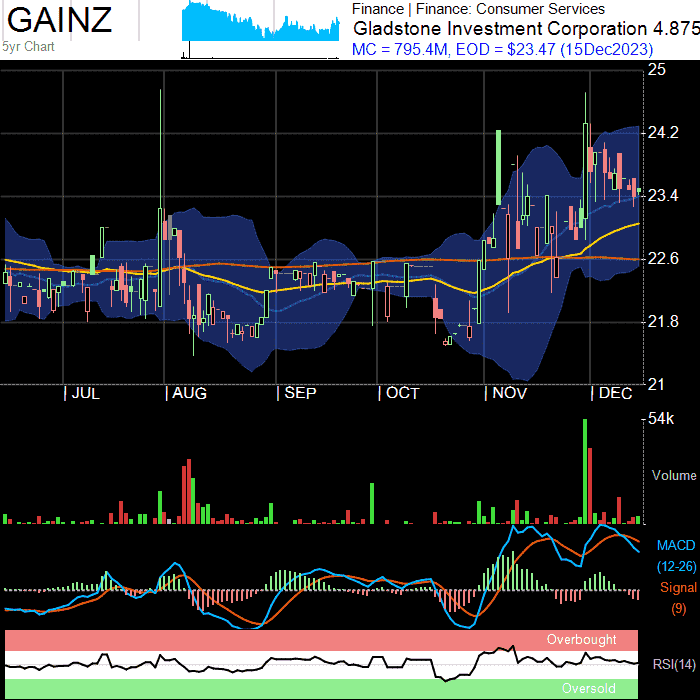 GAINZ
5yr Chart
Finance | Finance: Consumer Services
Gladstone Investment Corporation 4.875
MC = 795.4M, EOD = $23.47 (15Dec2023)
25
24.2
23.4
22.6
21.8
21
| JUL | AUG | SEP | OCT | NOV | DEC
54k
Volume
MACD
(12-26)
Signal
(9)
Overbought
RSI(14)
Oversold